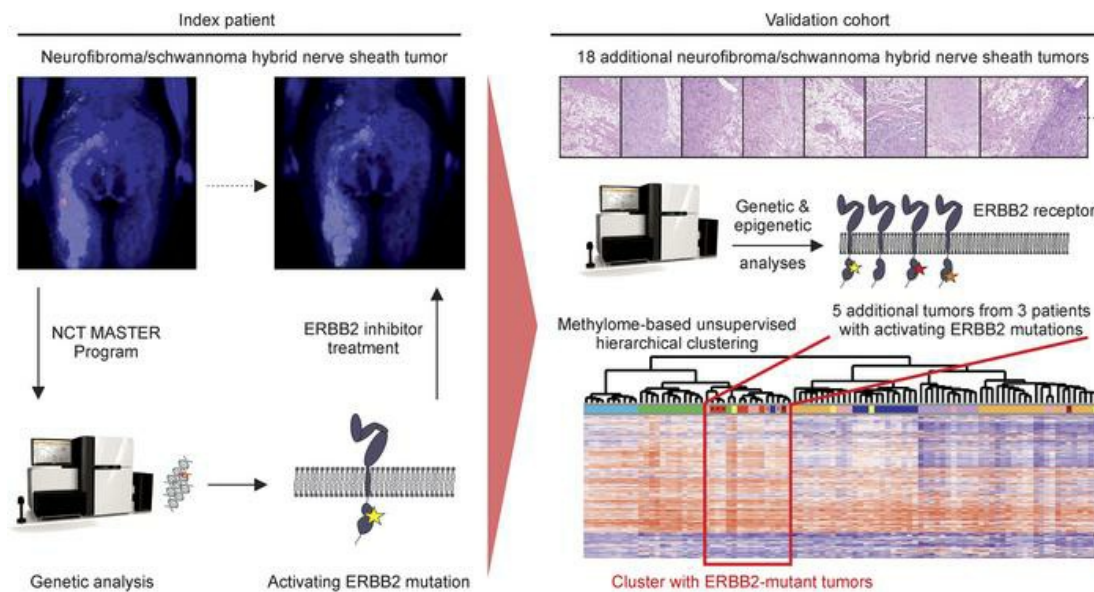 Index patient
Neurofibroma/schwannoma hybrid nerve sheath tumor
NCT MASTER
Program
ERBB2 inhibitor
treatment
Genetic analysis
Activating ERBB2 mutation
Validation cohort
18 additional neurofibroma/schwannoma hybrid nerve sheath tumors
Genetic &
epigenetic
analyses
ERBB2 receptor
5 additional tumors from 3 patients
with activating ERBB2 mutations
Methylome-based unsupervised
hierarchical clustering
Cluster with ERBB2-mutant tumors